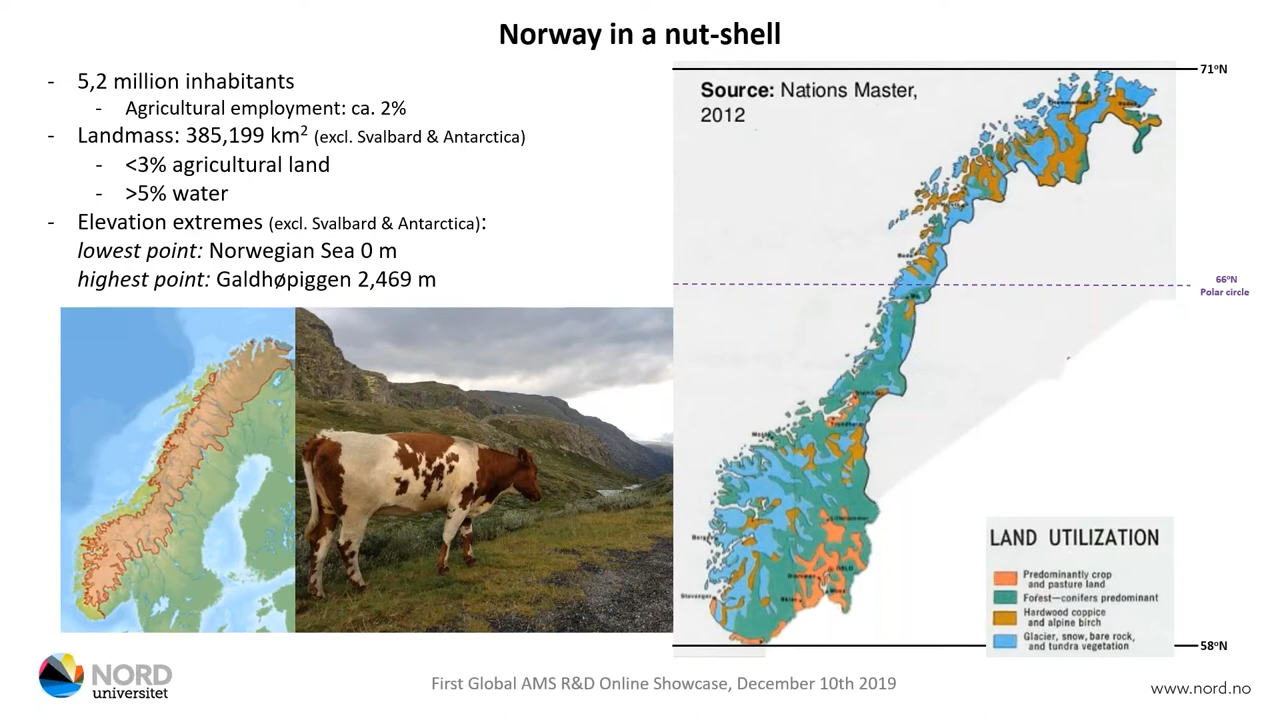 Norway in a nut-shell
- 5,2 million inhabitants
- Agricultural employment: ca. 2%
- Landmass: 385,199 km² (excl. Svalbard & Antarctica)
- <3% agricultural land
- >5% water
- Elevation extremes (excl. Svalbard & Antarctica):
lowest point: Norwegian Sea 0 m
highest point: Galdhøpiggen 2,469 m
Source: Nations Master,
2012
71°N
66°N
Polar circle
OSLO
LAND UTILIZATION
Predominantly crop
and pasture land
Forest—conifers predominant
Hardwood coppice
and alpine birch
Glacier, snow, bare rock,
and tundra vegetation
58°N
NORD
universitet
First Global AMS R&D Online Showcase, December 10th 2019
www.nord.no